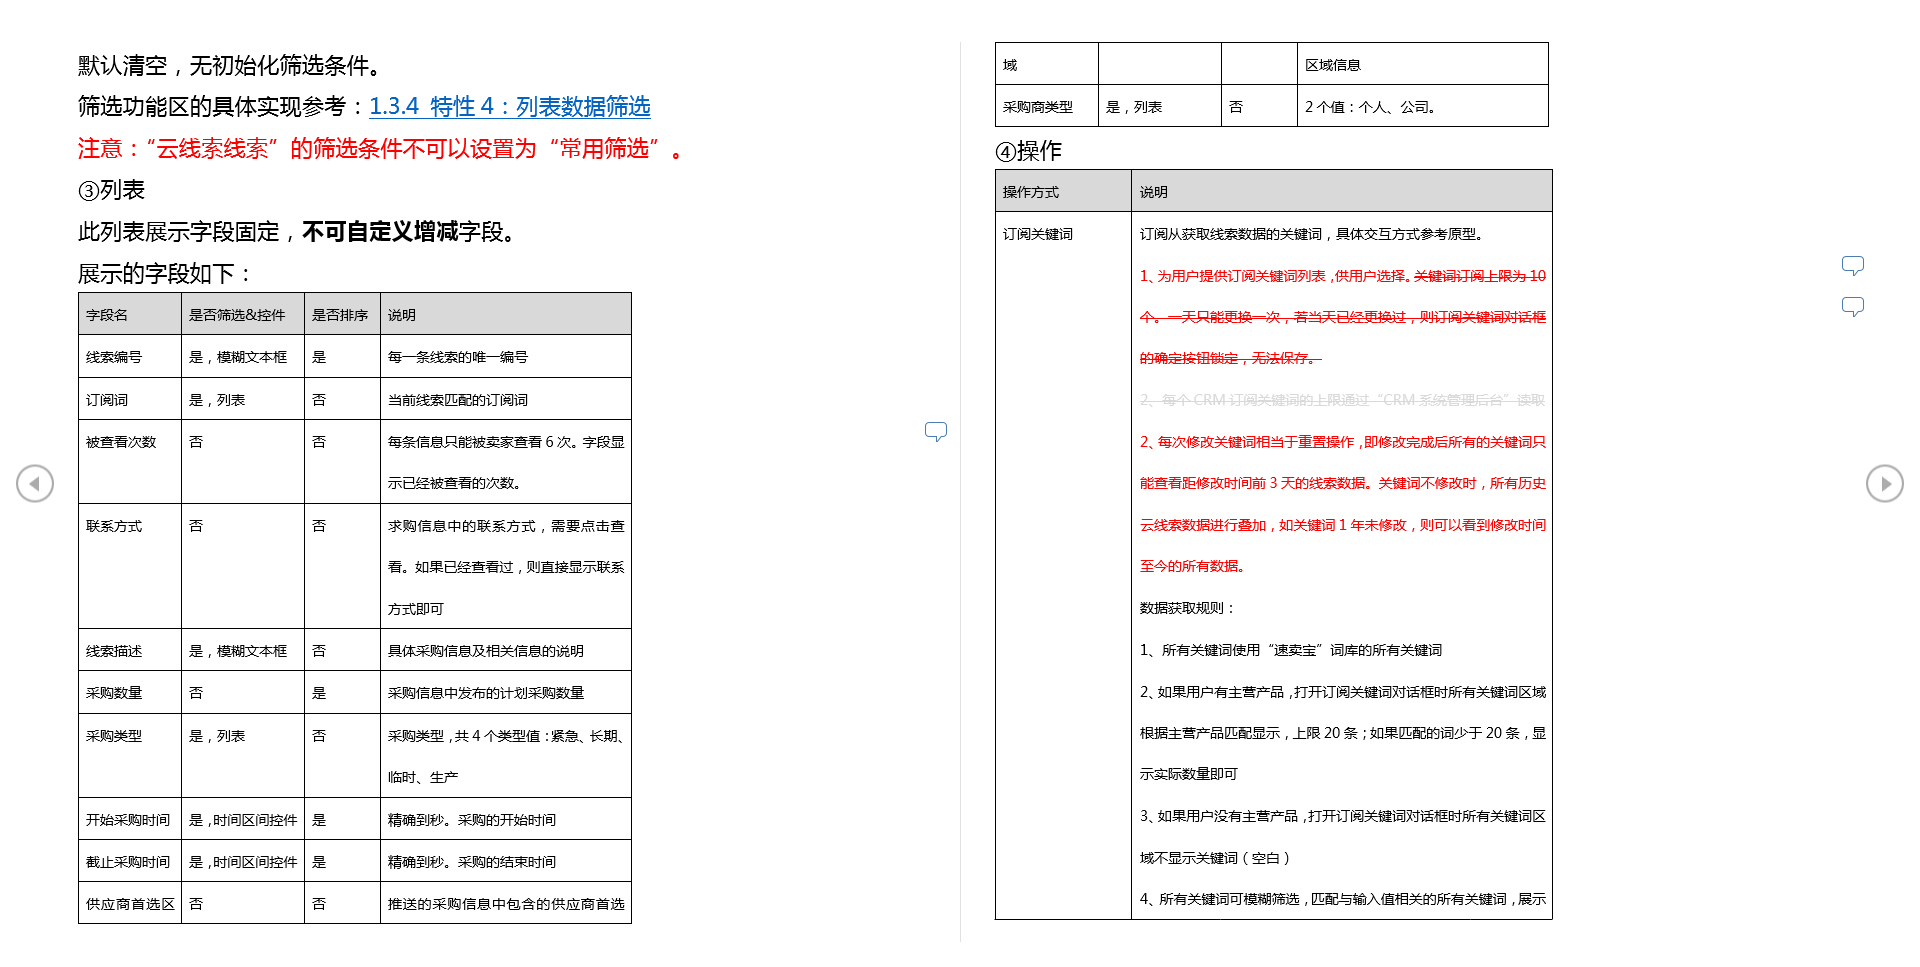 默认清空，无初始化筛选条件。
筛选功能区的具体实现参考：1.3.4 特性 4：列表数据筛选
注意：“云线索线索”的筛选条件不可以设置为“常用筛选”。
③列表
此列表展示字段固定，不可自定义增减字段。
展示的字段如下：
字段名 是否筛选&控件 是否排序 说明
线索编号 是，模糊文本框 是 每一条线索的唯一编号
订阅词 是，列表 否 当前线索匹配的订阅词
被查看次数 否 否 每条信息只能被卖家查看 6 次。字段显
示已经被查看的次数。
联系方式 否 否 求购信息中的联系方式，需要点击查
看。如果已经查看过，则直接显示联系
方式即可
线索描述 是，模糊文本框 否 具体采购信息及相关信息的说明
采购数量 否 是 采购信息中发布的计划采购数量
采购类型 是，列表 否 采购类型，共 4 个类型值：紧急、长期、
临时、生产
开始采购时间 是，时间区间控件 是 精确到秒。采购的开始时间
截止采购时间 是，时间区间控件 是 精确到秒。采购的结束时间
供应商首选区 否 否 推送的采购信息中包含的供应商首选
域 区域信息
采购商类型 是，列表 否 2 个值：个人、公司。
④操作
操作方式 说明
订阅关键词 订阅从获取线索数据的关键词，具体交互方式参考原型。
1、为用户提供订阅关键词列表，供用户选择。关键词订阅上限为 10
个。一天只能更换一次，若当天已经更换过，则订阅关键词对话框
的确定按钮锁定，无法保存。
2、每个 CRM 订阅关键词的上限通过“CRM 系统管理后台”读取
2、每次修改关键词相当于重置操作，即修改完成后所有的关键词只
能查看距修改时间前 3 天的线索数据。关键词不修改时，所有历史
云线索数据进行叠加，如关键词 1 年未修改，则可以看到修改时间
至今的所有数据。
数据获取规则：
1、所有关键词使用“速卖宝”词库的所有关键词
2、如果用户有主营产品，打开订阅关键词对话框时所有关键词区域
根据主营产品匹配显示，上限 20 条；如果匹配的词少于 20 条，显
示实际数量即可
3、如果用户没有主营产品，打开订阅关键词对话框时所有关键词区
域不显示关键词（空白）
4、所有关键词可模糊筛选，匹配与输入值相关的所有关键词，展示